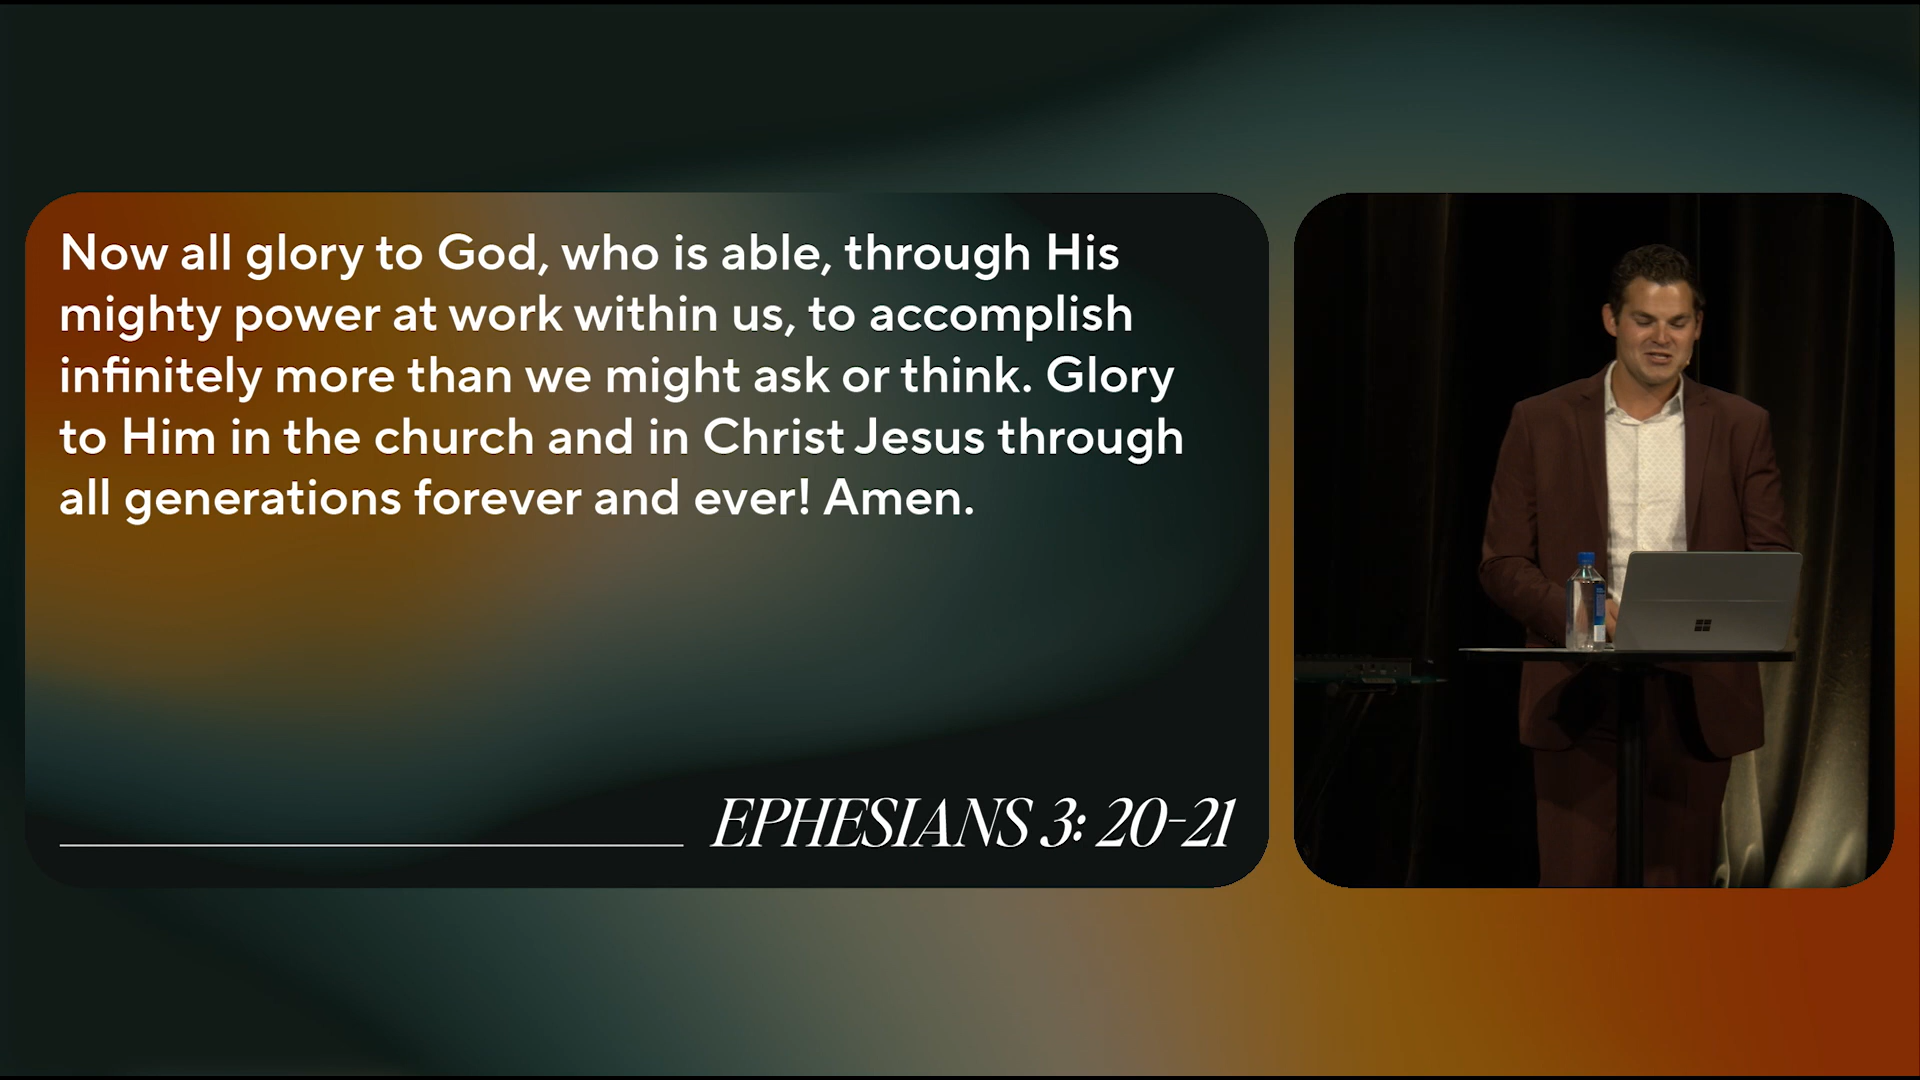 Now all glory to God, who is able, through His
mighty power at work within us, to accomplish
infinitely more than we might ask or think. Glory
to Him in the church and in Christ Jesus through
all generations forever and ever! Amen.
EPHESIANS 3: 20-21